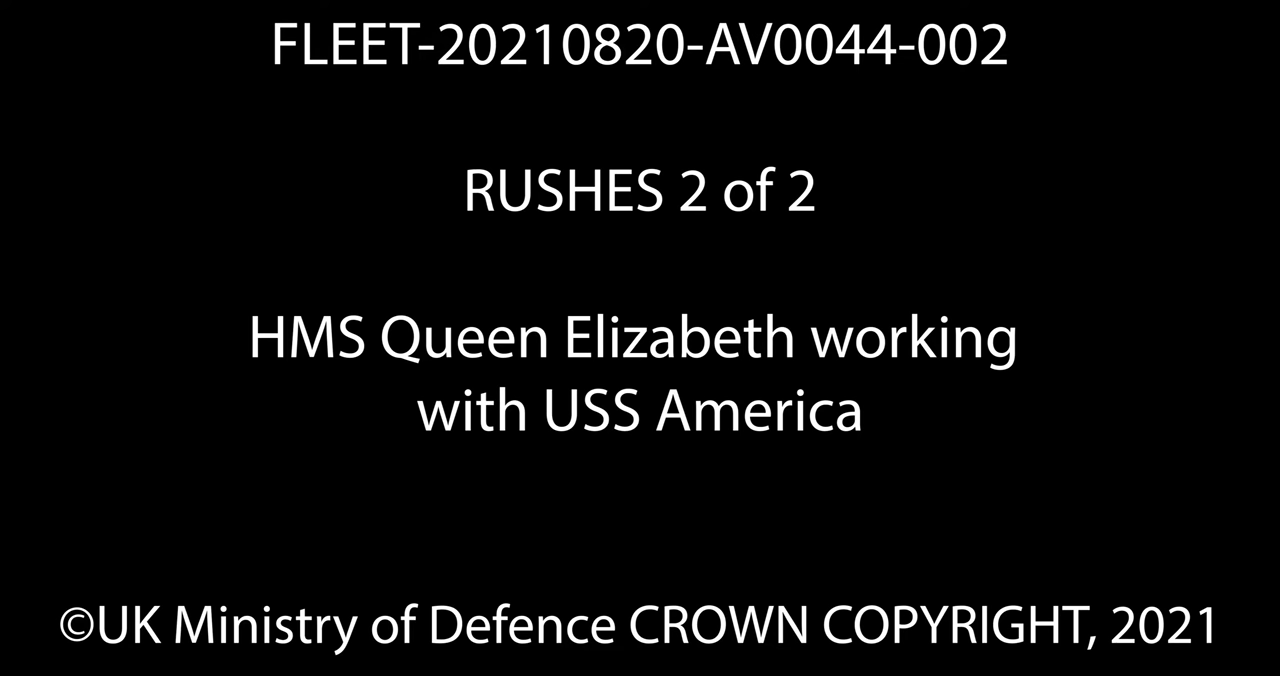 FLEET-20210820-AV0044-002
RUSHES 2 of 2
HMS Queen Elizabeth working
with USS America
©UK Ministry of Defence CROWN COPYRIGHT, 2021